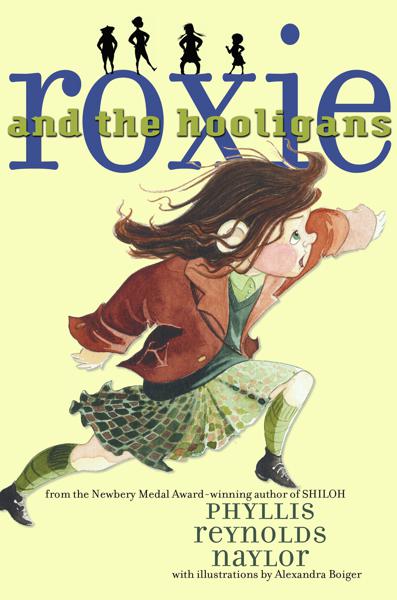 roxie
and the hooligans
from the Newbery Medal Award-winning author of SHILOH
PHYLLIS
REYNOLDS
NAYLOR
with illustrations by Alexandra Boiger